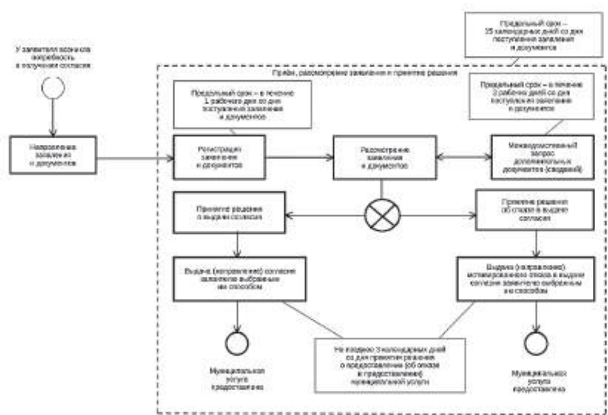 Предельный срок –
15 календарных дней со дня
поступления заявления
и документов
У заявителя возникла
потребность
в получении согласия
Приём, рассмотрение заявления и принятие решения
Предельный срок – в течение
1 рабочего дня со дня
поступления заявления
и документов
Предельный срок – в течение
2 рабочих дней со дня
поступления заявления
и документов
Направление
заявления
и документов
Регистрация
заявления
и документов
Рассмотрение
заявления
и документов
Межведомственный
запрос
дополнительных
документов (сведений)
Принятие решения
о выдаче согласия
Принятие решения
об отказе в выдаче
согласия
Выдача (направление) согласия
заявителю выбранным
им способом
Выдача (направление)
мотивированного отказа в выдаче
согласия заявителю выбранным
им способом
Не позднее 3 календарных дней
со дня принятия решения
о предоставлении (об отказе
в предоставлении)
муниципальной услуги
Муниципальная
услуга
предоставлена
Муниципальная
услуга
предоставлена